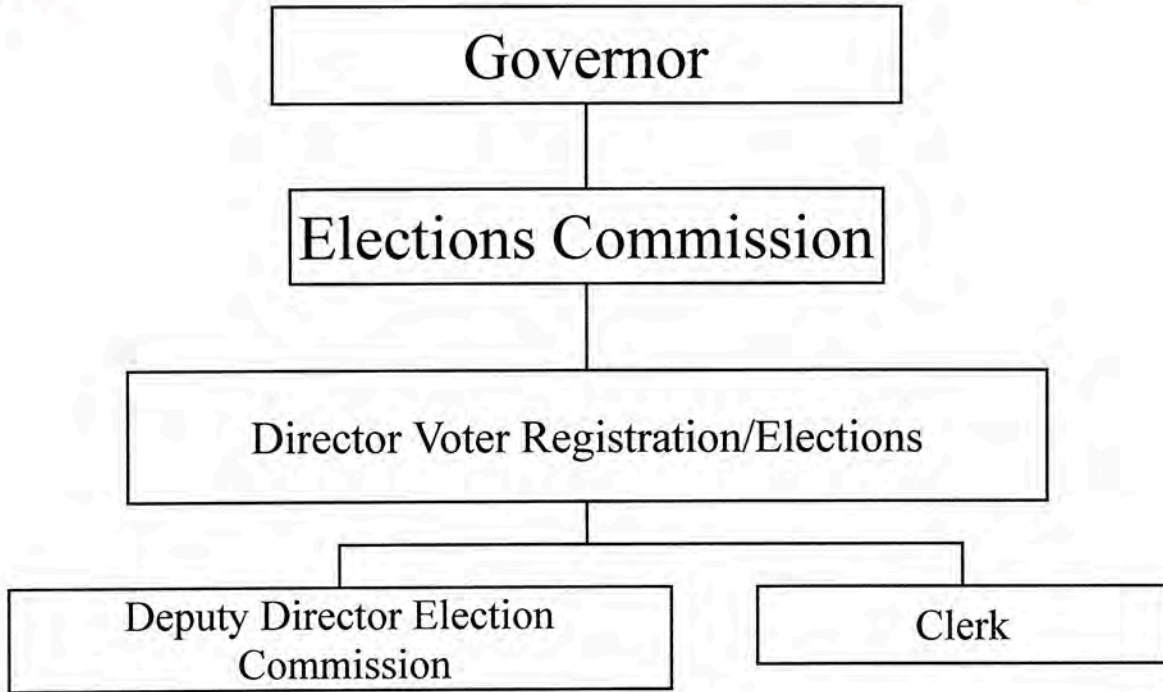 Governor
Elections Commission
Director Voter Registration/Elections
Deputy Director Election
Commission
Clerk